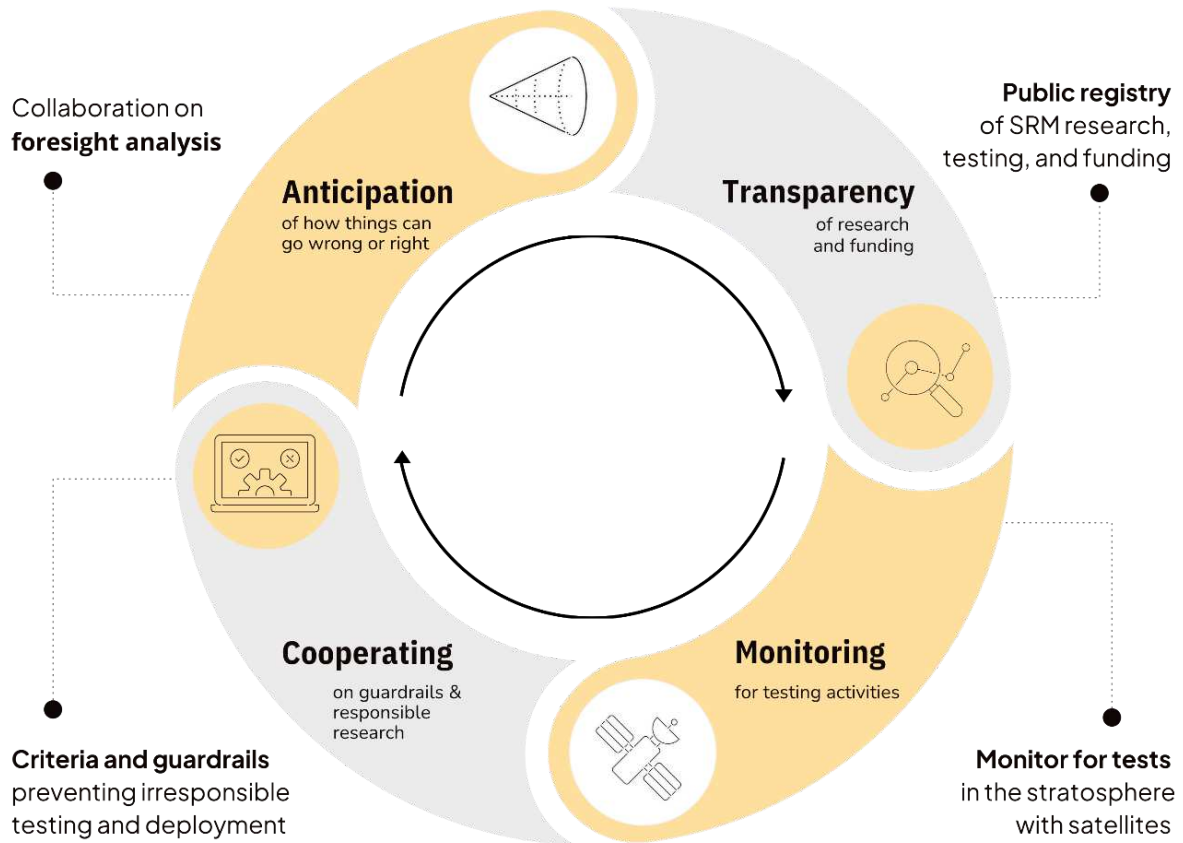 Collaboration on
foresight analysis
Anticipation
of how things can
go wrong or right
Public registry
of SRM research,
testing, and funding
Transparency
of research
and funding
Cooperating
on guardrails &
responsible
research
Criteria and guardrails
preventing irresponsible
testing and deployment
Monitoring
for testing activities
Monitor for tests
in the stratosphere
with satellites